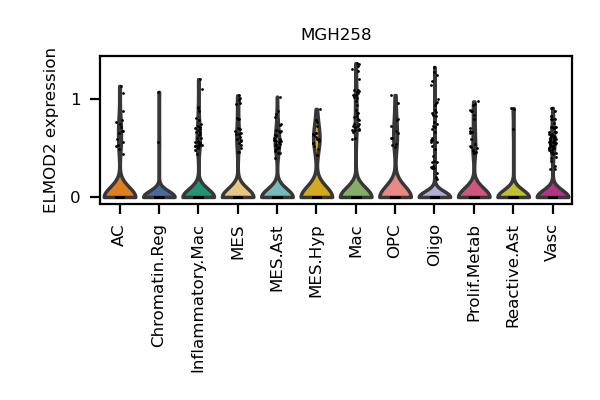 MGH258
ELMOD2 expression
1
0
AC
Chromatin.Reg
Inflammatory.Mac
MES
MES.Ast
MES.Hyp
Mac
OPC
Oligo
Prolif.Metab
Reactive.Ast
Vasc